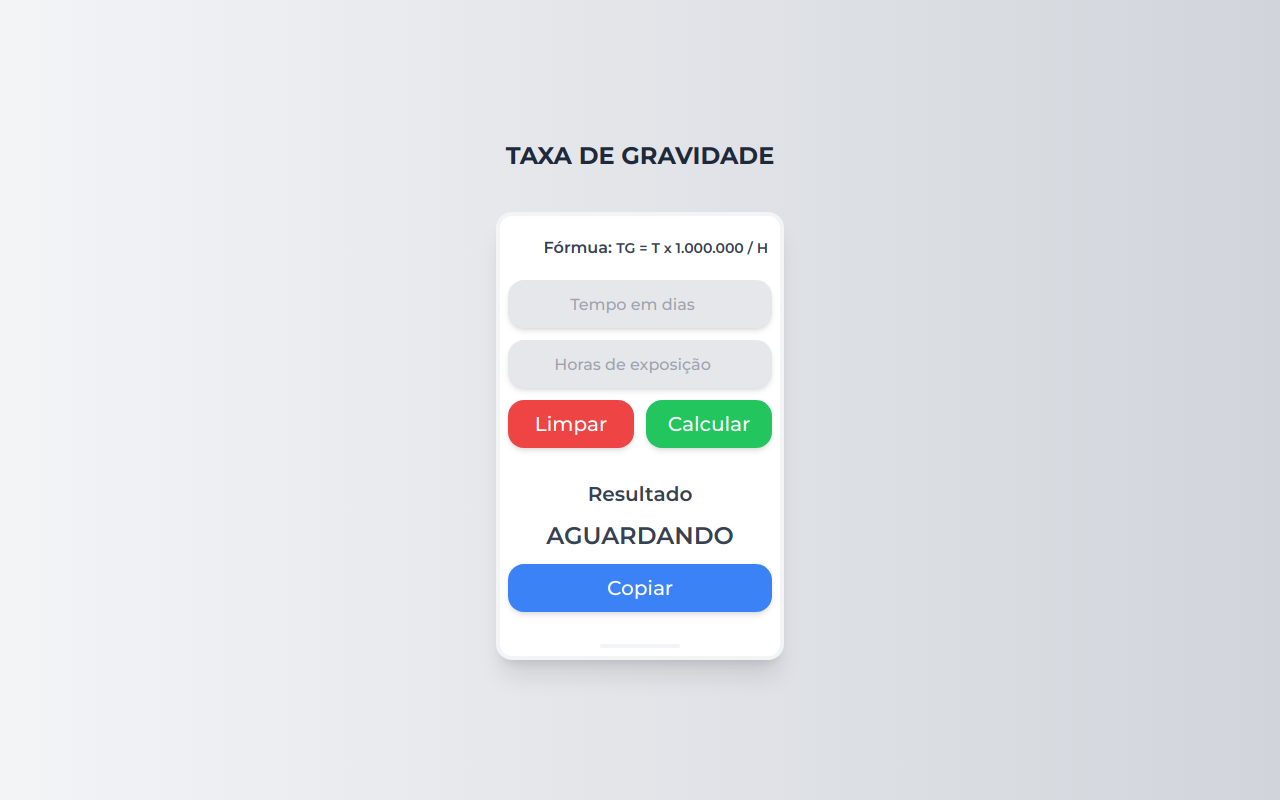 TAXA DE GRAVIDADE
Fórmua: TG = T x 1.000.000 / H
Tempo em dias
Horas de exposição
Limpar Calcular
Resultado
AGUARDANDO
Copiar